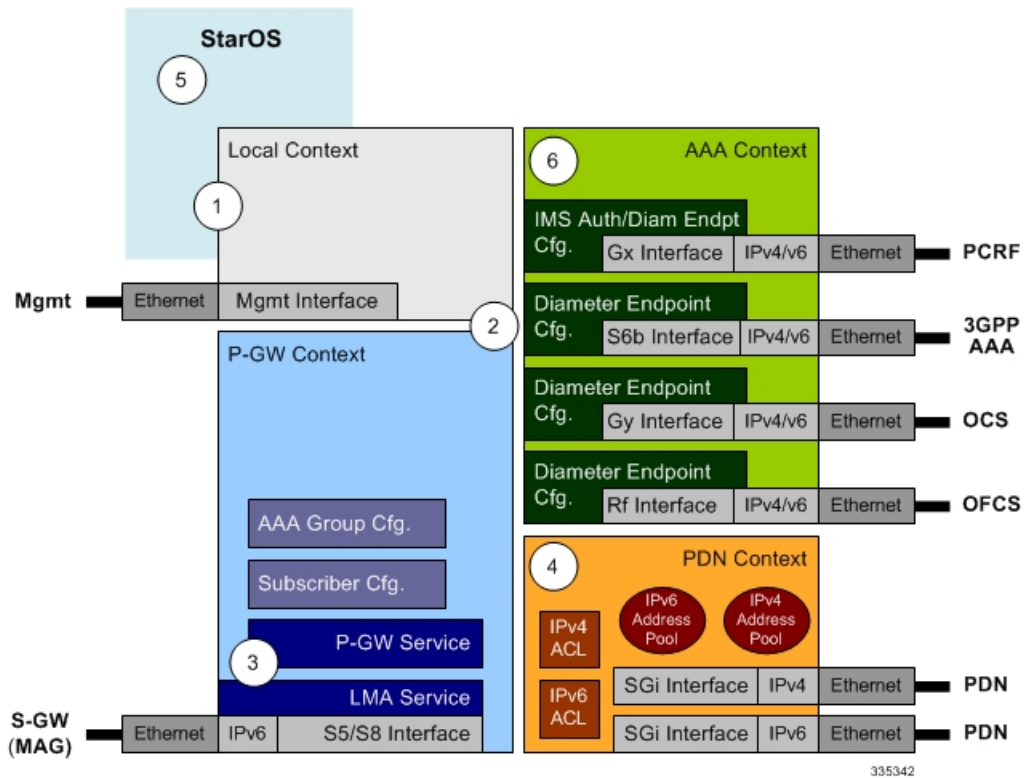 StarOS
5
Local Context
1
Mgmt
Ethernet
Mgmt Interface
2
P-GW Context
AAA Group Cfg.
Subscriber Cfg.
P-GW Service
3
LMA Service
S-GW
(MAG)
Ethernet
IPv6
S5/S8 Interface
6
AAA Context
IMS Auth/Diam Endpt
Cfg.
Gx Interface
IPv4/v6
Ethernet
PCRF
Diameter Endpoint
Cfg.
S6b Interface
IPv4/v6
Ethernet
3GPP
AAA
Diameter Endpoint
Cfg.
Gy Interface
IPv4/v6
Ethernet
OCS
Diameter Endpoint
Cfg.
Rf Interface
IPv4/v6
Ethernet
OFCS
4
PDN Context
IPv6
Address
Pool
IPv4
Address
Pool
IPv4
ACL
IPv6
ACL
SGi Interface
IPv4
Ethernet
PDN
SGi Interface
IPv6
Ethernet
PDN
335342